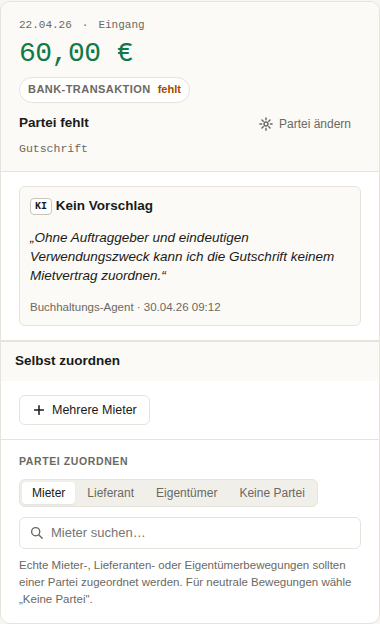 22.04.26 · Eingang
60,00 €
BANK-TRANSAKTION fehlt
Partei fehlt
Partei ändern
Gutschrift
KI Kein Vorschlag
„Ohne Auftraggeber und eindeutigen
Verwendungszweck kann ich die Gutschrift keinem
Mietvertrag zuordnen.“
Buchhaltungs-Agent · 30.04.26 09:12
Selbst zuordnen
+ Mehrere Mieter
PARTEI ZUORDNEN
Mieter Lieferant Eigentümer Keine Partei
Mieter suchen…
Echte Mieter-, Lieferanten- oder Eigentümerbewegungen sollten
einer Partei zugeordnet werden. Für neutrale Bewegungen wähle
„Keine Partei".